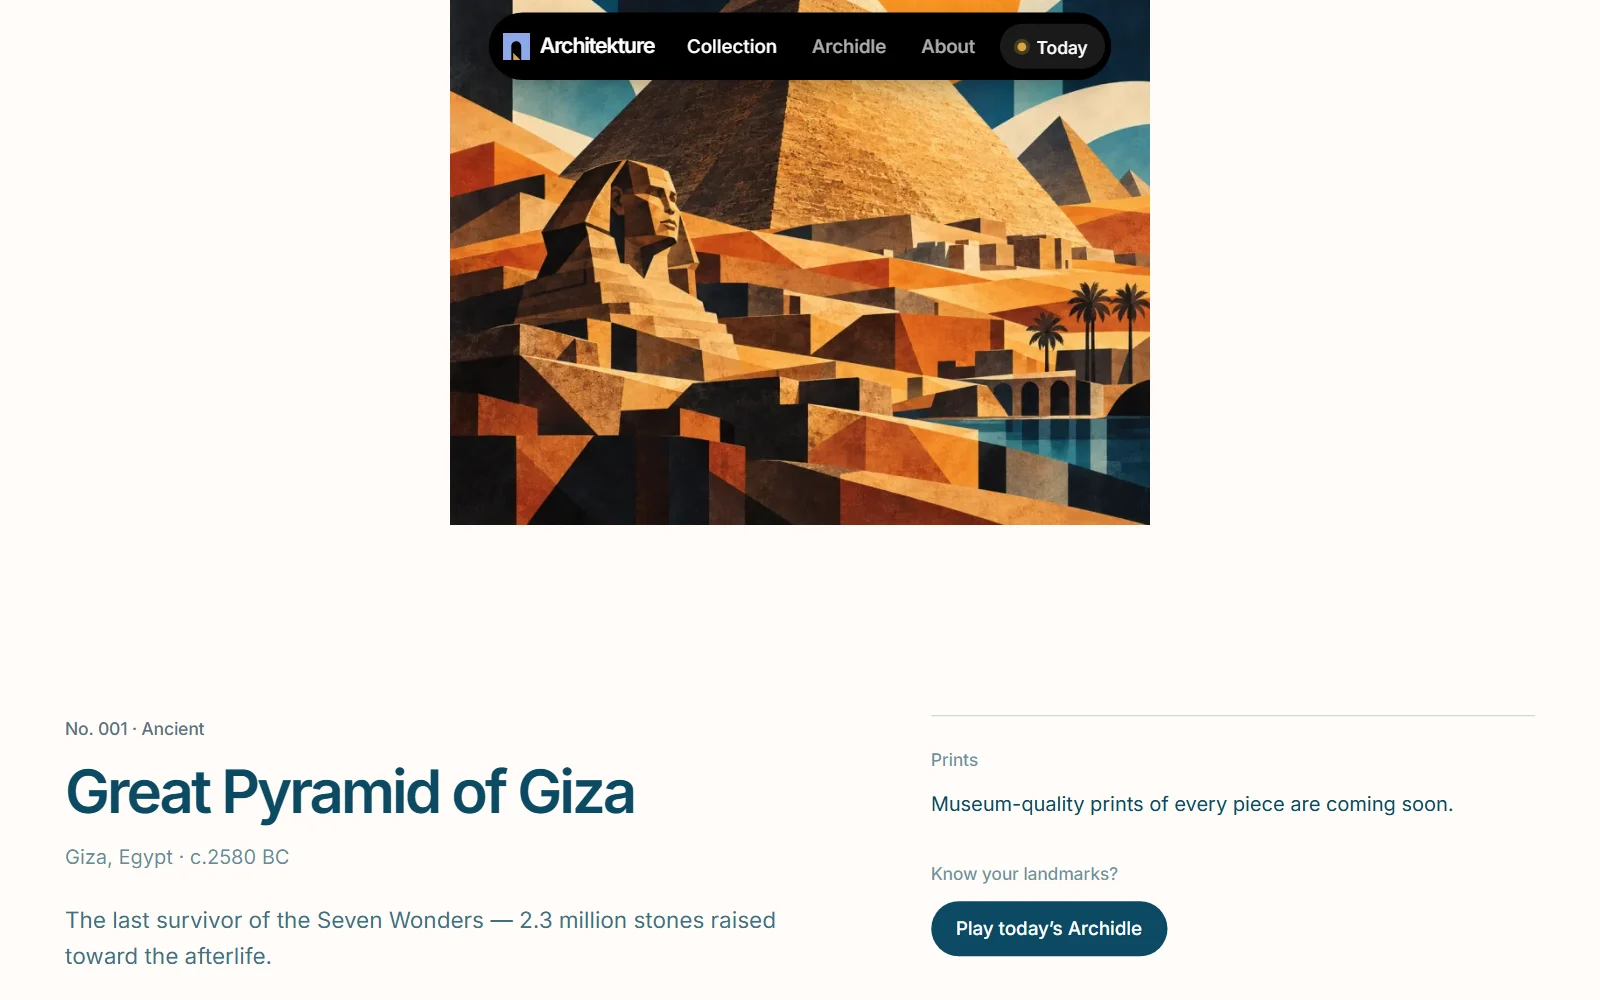 Architekture Collection Archidle About Today
No. 001 · Ancient
Great Pyramid of Giza
Giza, Egypt · c.2580 BC
The last survivor of the Seven Wonders — 2.3 million stones raised
toward the afterlife.
Prints
Museum-quality prints of every piece are coming soon.
Know your landmarks?
Play today’s Archidle